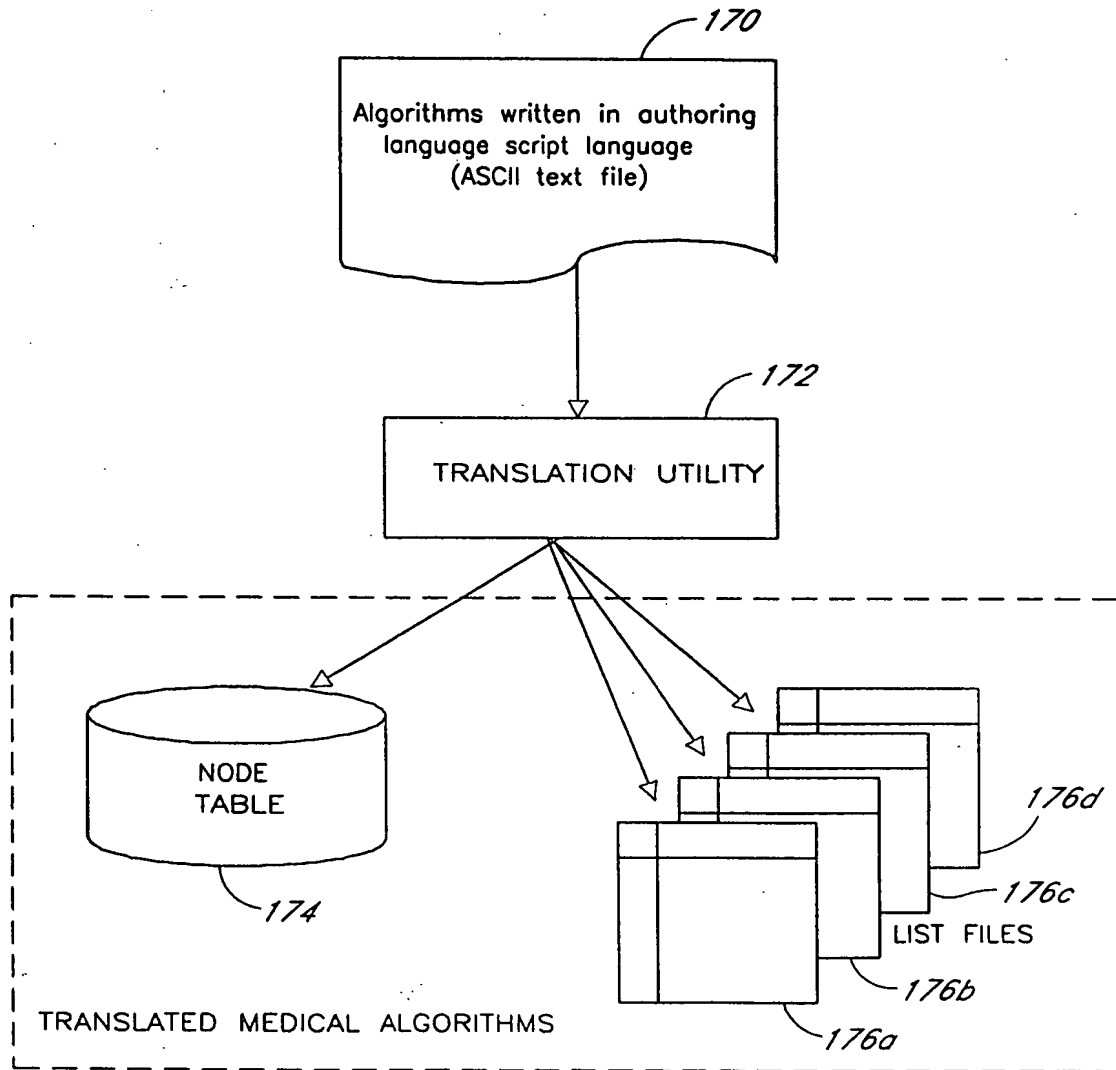 170
Algorithms written in authoring
language script language
(ASCII text file)
172
TRANSLATION UTILITY
NODE
TABLE
174
176d
176c
LIST FILES
176b
176a
TRANSLATED MEDICAL ALGORITHMS